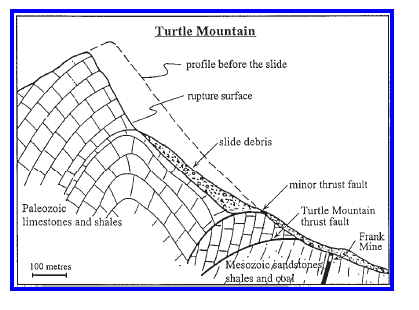 Turtle Mountain
profile before the slide
rupture surface
slide debris
minor thrust fault
Turtle Mountain
thrust fault
Frank
Mine
Paleozoic
limestones and shales
Mesozoic sandstones
shales and coal
100 metres